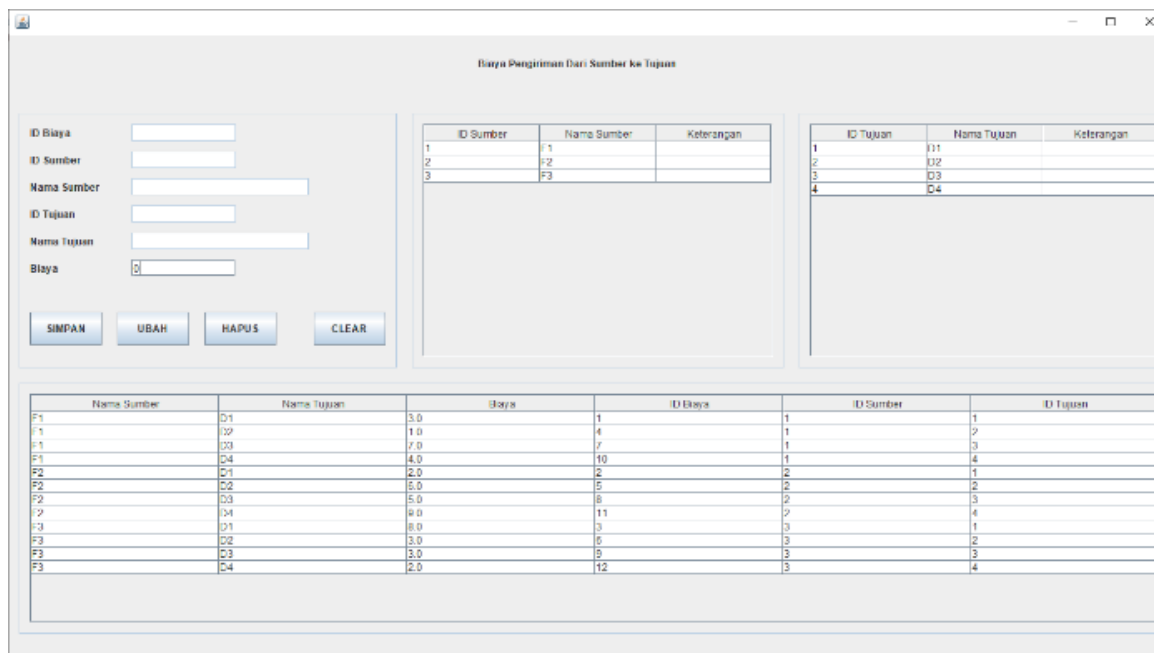 Biaya Pengiriman Dari Sumber ke Tujuan
ID Biaya
ID Sumber
Nama Sumber
ID Tujuan
Nama Tujuan
Biaya 0
SIMPAN UBAH HAPUS CLEAR
ID Sumber Nama Sumber Keterangan
1 F1
2 F2
3 F3
ID Tujuan Nama Tujuan Keterangan
1 D1
2 D2
3 D3
4 D4
Nama Sumber Nama Tujuan Biaya ID Biaya ID Sumber ID Tujuan
F1 D1 3.0 1 1 1
F1 D2 1.0 4 1 2
F1 D3 7.0 7 1 3
F1 D4 4.0 10 1 4
F2 D1 2.0 2 2 1
F2 D2 5 2 2
F2 D3 5.0 8 2 3
F2 D4 9.0 11 2 4
F3 D1 8.0 3 3 1
F3 D2 3.0 6 3 2
F3 D3 3.0 9 3 3
F3 D4 2.0 12 3 4